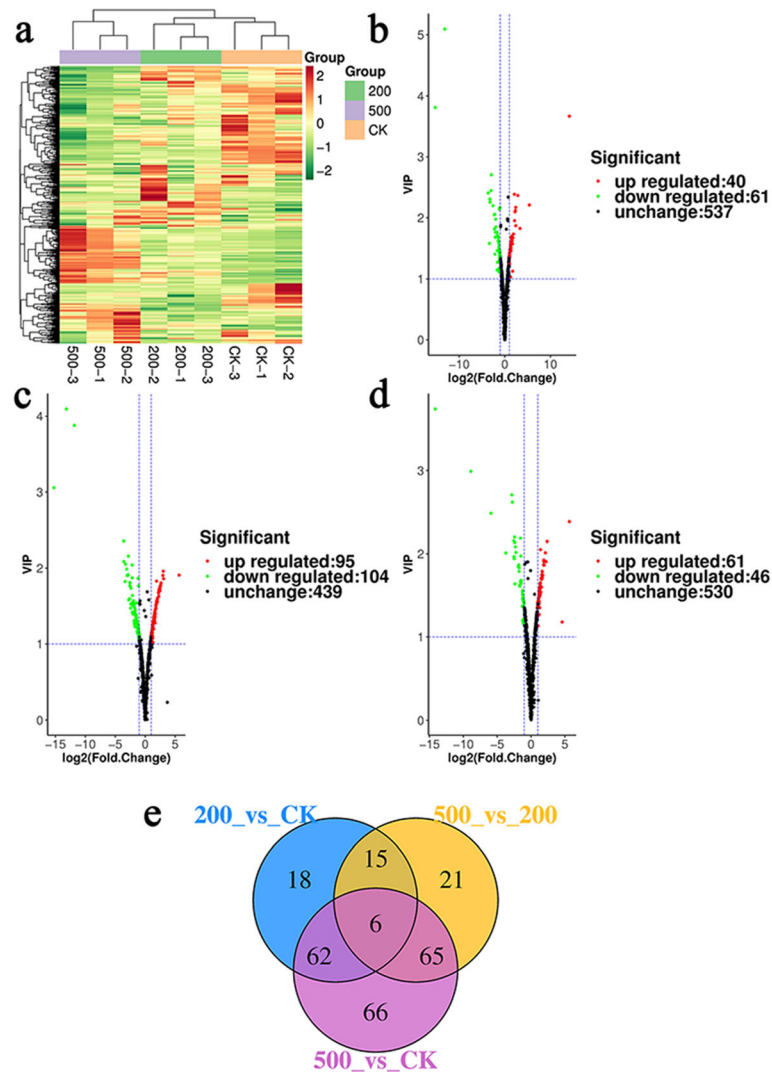 a
Group
2
1
0
−1
−2
Group
200
500
CK
500-3
500-1
500-2
200-2
200-1
200-3
CK-3
CK-1
CK-2
b
5
4
3
2
1
0
VIP
−10
0
10
log2(Fold.Change)
Significant
up regulated:40
down regulated:61
unchange:537
c
4
3
2
1
0
VIP
−15
−10
−5
0
5
log2(Fold.Change)
Significant
up regulated:95
down regulated:104
unchange:439
d
3
2
1
0
VIP
−15
−10
−5
0
5
log2(Fold.Change)
Significant
up regulated:61
down regulated:46
unchange:530
e
200_vs_CK
500_vs_200
15
18
21
6
62
65
66
500_vs_CK